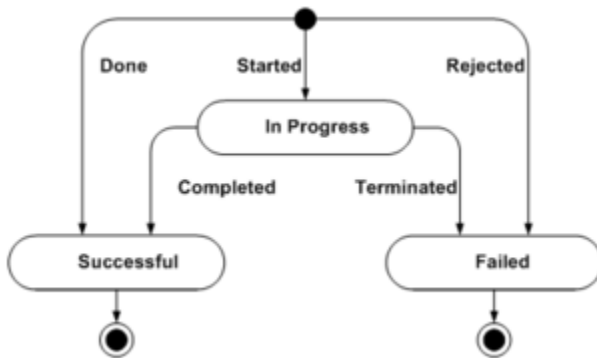 Done
Started
Rejected
In Progress
Completed
Terminated
Successful
Failed